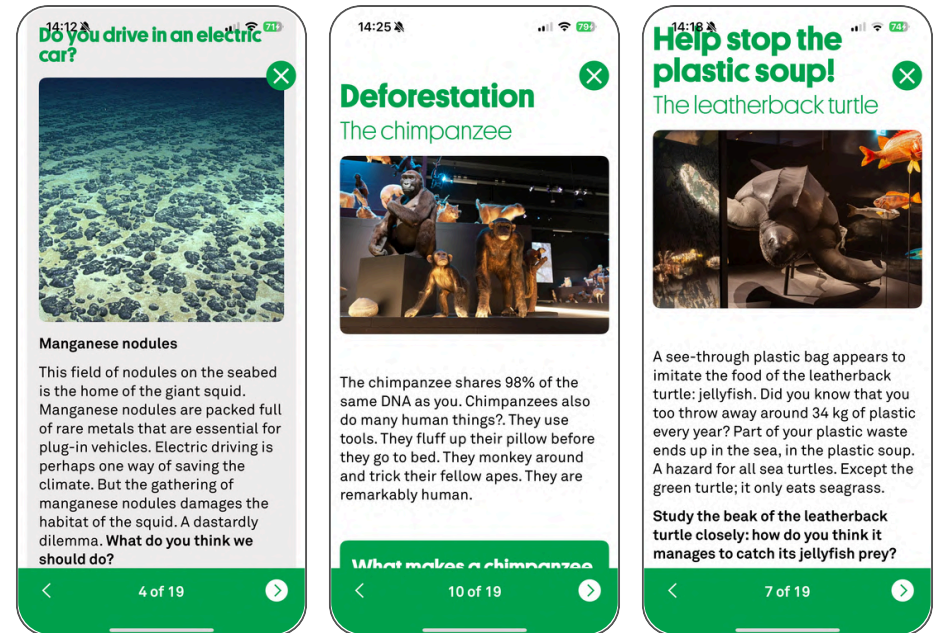 14:12
71
Do you drive in an electric
car?
Manganese nodules
This field of nodules on the seabed
is the home of the giant squid.
Manganese nodules are packed full
of rare metals that are essential for
plug-in vehicles. Electric driving is
perhaps one way of saving the
climate. But the gathering of
manganese nodules damages the
habitat of the squid. A dastardly
dilemma. What do you think we
should do?
4 of 19
14:25
79
Deforestation
The chimpanzee
The chimpanzee shares 98% of the
same DNA as you. Chimpanzees also
do many human things?. They use
tools. They fluff up their pillow before
they go to bed. They monkey around
and trick their fellow apes. They are
remarkably human.
What makes a chimpanzee
10 of 19
14:18
74
Help stop the
plastic soup!
The leatherback turtle
A see-through plastic bag appears to
imitate the food of the leatherback
turtle: jellyfish. Did you know that you
too throw away around 34 kg of plastic
every year? Part of your plastic waste
ends up in the sea, in the plastic soup.
A hazard for all sea turtles. Except the
green turtle; it only eats seagrass.
Study the beak of the leatherback
turtle closely: how do you think it
manages to catch its jellyfish prey?
7 of 19